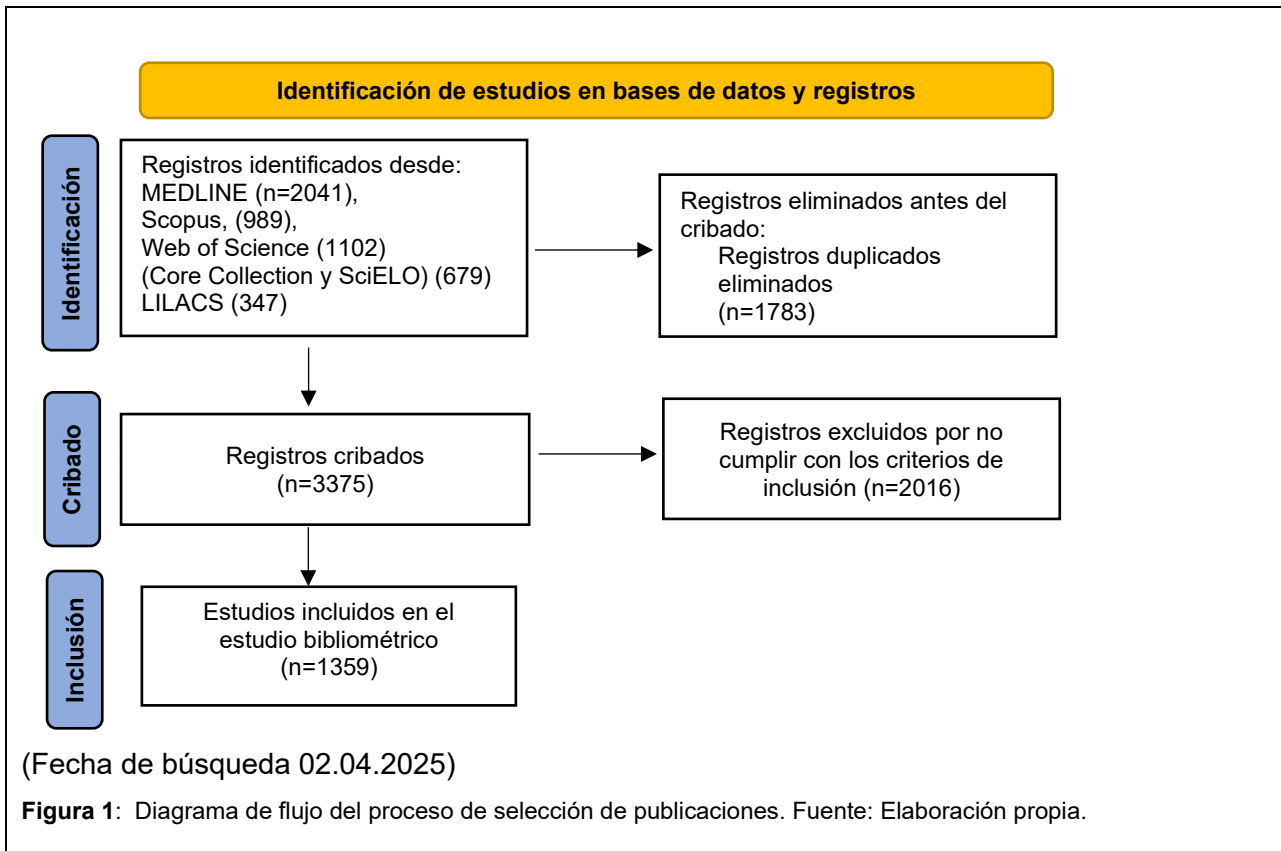 Identificación de estudios en bases de datos y registros
Identificación
Registros identificados desde:
MEDLINE (n=2041),
Scopus, (989),
Web of Science (1102)
(Core Collection y SciELO) (679)
LILACS (347)
Registros eliminados antes del
cribado:
Registros duplicados
eliminados
(n=1783)
Cribado
Registros cribados
(n=3375)
Registros excluidos por no
cumplir con los criterios de
inclusión (n=2016)
Inclusión
Estudios incluidos en el
estudio bibliométrico
(n=1359)
(Fecha de búsqueda 02.04.2025)
Figura 1: Diagrama de flujo del proceso de selección de publicaciones. Fuente: Elaboración propia.